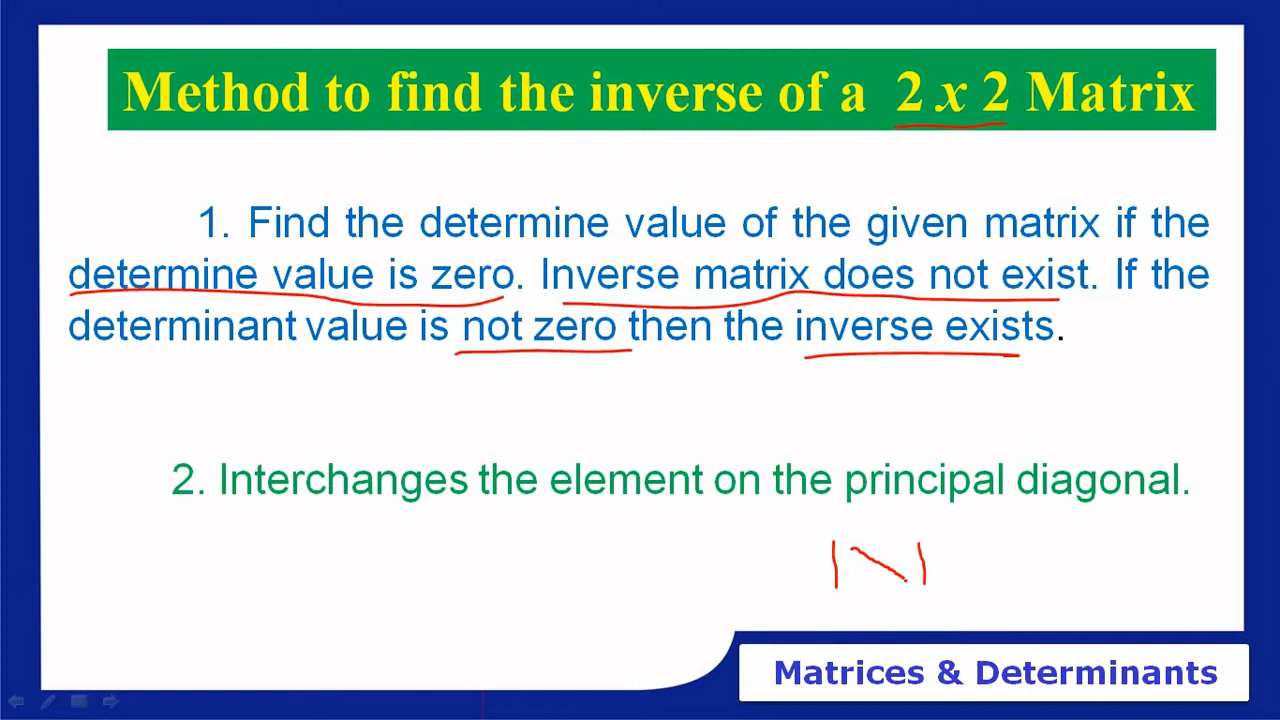 Method to find the inverse of a 2 x 2 Matrix
1. Find the determine value of the given matrix if the
determine value is zero. Inverse matrix does not exist. If the
determinant value is not zero then the inverse exists.
2. Interchanges the element on the principal diagonal.
Matrices & Determinants